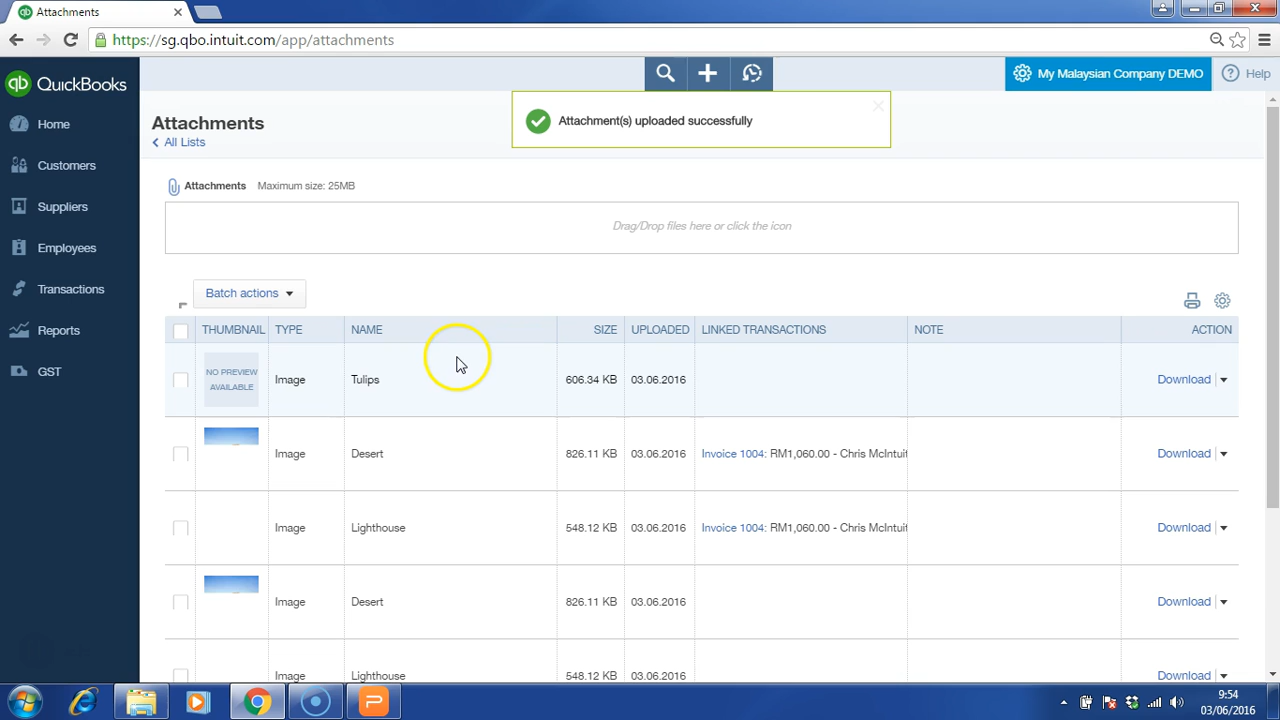 qb Attachments
https://sg.qbo.intuit.com/app/attachments
qb QuickBooks
My Malaysian Company DEMO
? Help
Home
Customers
Suppliers
Employees
Transactions
Reports
GST
Attachments
All Lists
Attachment(s) uploaded successfully
Attachments Maximum size: 25MB
Drag/Drop files here or click the icon
Batch actions
THUMBNAIL TYPE NAME SIZE UPLOADED LINKED TRANSACTIONS NOTE ACTION
NO PREVIEW
AVAILABLE
Image Tulips 606.34 KB 03.06.2016 Download
Image Desert 826.11 KB 03.06.2016 Invoice 1004: RM1,060.00 - Chris McIntuit Download
Image Lighthouse 548.12 KB 03.06.2016 Invoice 1004: RM1,060.00 - Chris McIntuit Download
Image Desert 826.11 KB 03.06.2016 Download
Image Lighthouse 548.12 KB 03.06.2016 Download
9:54
03/06/2016